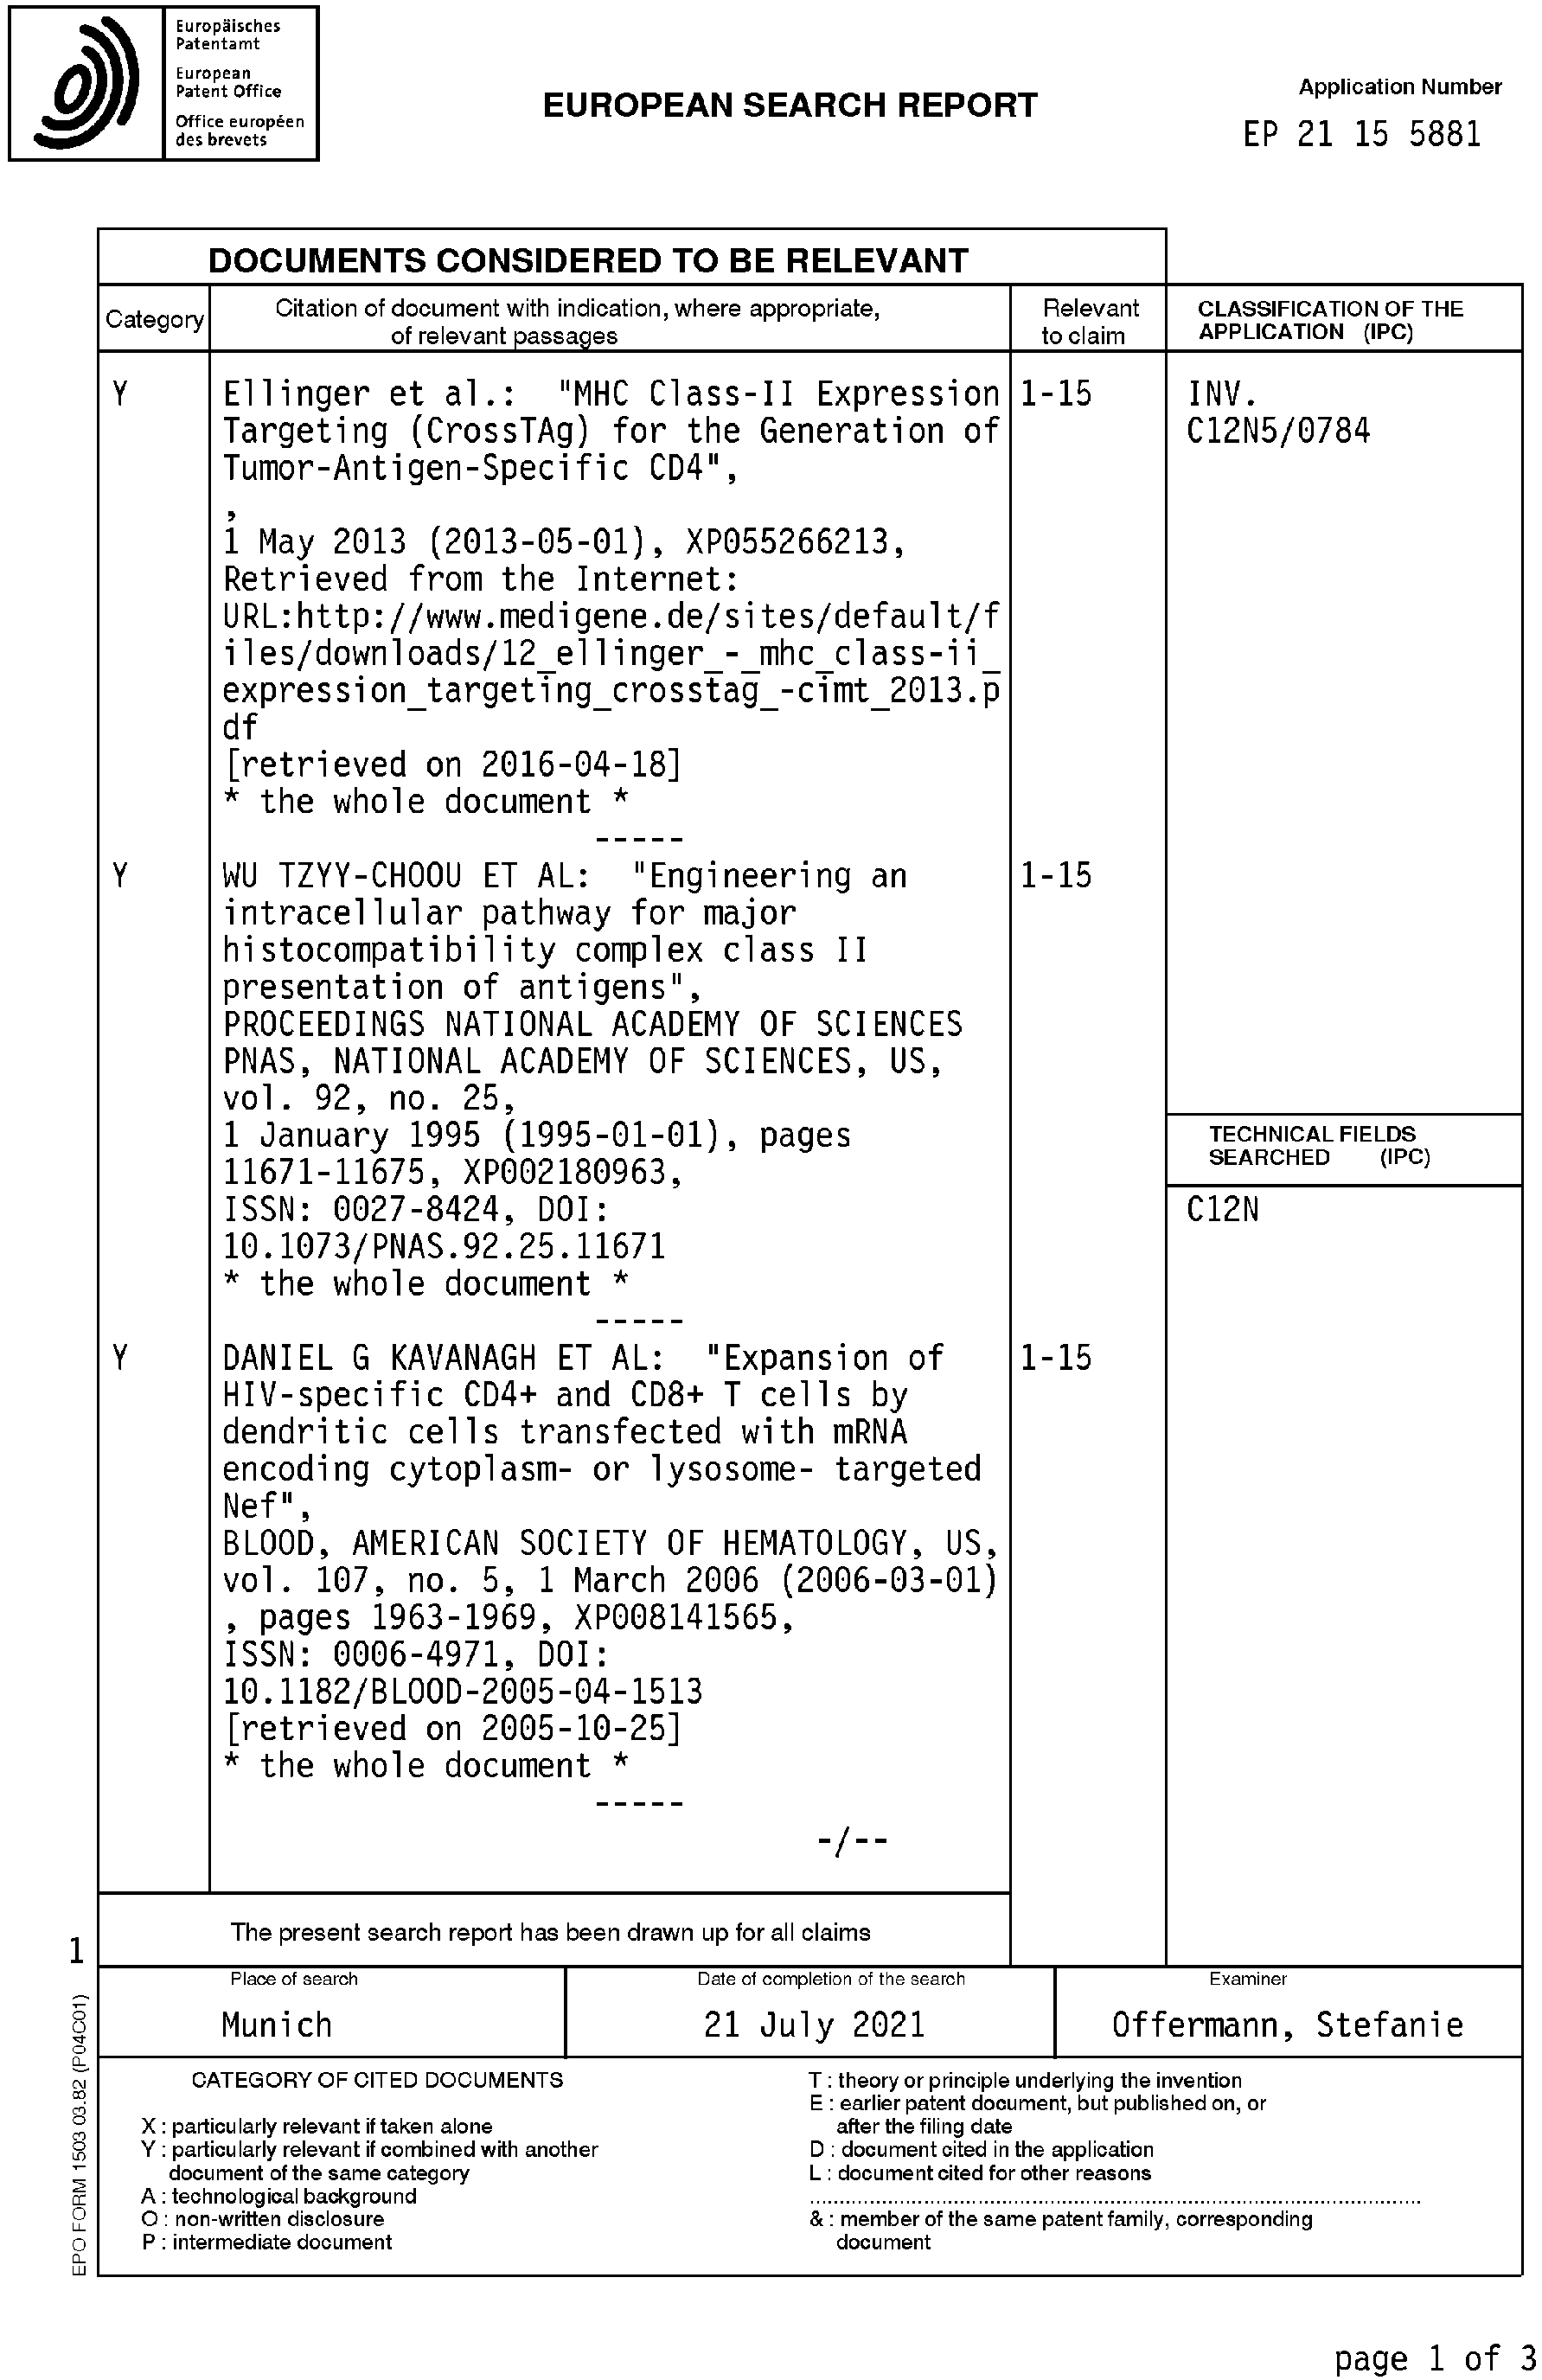 Europäisches
Patentamt
European
Patent Office
Office européen
des brevets
EUROPEAN SEARCH REPORT
Application Number
EP 21 15 5881
DOCUMENTS CONSIDERED TO BE RELEVANT
Category
Citation of document with indication, where appropriate,
of relevant passages
Relevant
to claim
CLASSIFICATION OF THE
APPLICATION (IPC)
Y
Ellinger et al.: "MHC Class-II Expression
Targeting (CrossTAg) for the Generation of
Tumor-Antigen-Specific CD4",
,
1 May 2013 (2013-05-01), XP055266213,
Retrieved from the Internet:
URL:http://www.medigene.de/sites/default/f
iles/downloads/12_ellinger_-_mhc_class-ii_
expression_targeting_crosstag_-cimt_2013.p
df
[retrieved on 2016-04-18]
* the whole document *
-----
1-15
INV.
C12N5/0784
Y
WU TZYY-CHOOU ET AL: "Engineering an
intracellular pathway for major
histocompatibility complex class II
presentation of antigens",
PROCEEDINGS NATIONAL ACADEMY OF SCIENCES
PNAS, NATIONAL ACADEMY OF SCIENCES, US,
vol. 92, no. 25,
1 January 1995 (1995-01-01), pages
11671-11675, XP002180963,
ISSN: 0027-8424, DOI:
10.1073/PNAS.92.25.11671
* the whole document *
-----
1-15
TECHNICAL FIELDS
SEARCHED (IPC)
C12N
Y
DANIEL G KAVANAGH ET AL: "Expansion of
HIV-specific CD4+ and CD8+ T cells by
dendritic cells transfected with mRNA
encoding cytoplasm- or lysosome- targeted
Nef",
BLOOD, AMERICAN SOCIETY OF HEMATOLOGY, US,
vol. 107, no. 5, 1 March 2006 (2006-03-01)
, pages 1963-1969, XP008141565,
ISSN: 0006-4971, DOI:
10.1182/BLOOD-2005-04-1513
[retrieved on 2005-10-25]
* the whole document *
-----
1-15
-/--
The present search report has been drawn up for all claims
1
Place of search
Munich
Date of completion of the search
21 July 2021
Examiner
Offermann, Stefanie
CATEGORY OF CITED DOCUMENTS
X : particularly relevant if taken alone
Y : particularly relevant if combined with another
document of the same category
A : technological background
O : non-written disclosure
P : intermediate document
T : theory or principle underlying the invention
E : earlier patent document, but published on, or
after the filing date
D : document cited in the application
L : document cited for other reasons
& : member of the same patent family, corresponding
document
EPO FORM 1503 03.82 (P04C01)
page 1 of 3